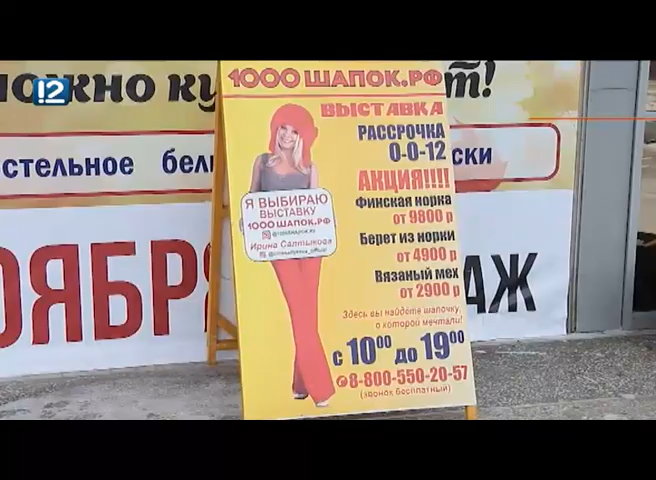 12
ожно ку
т!
стельное бель
ски
ОЯБРЯ
АЖ
1000 ШАПОК.РФ
ВЫСТАВКА
РАССРОЧКА
0-0-12
АКЦИЯ!!!!
Финская норка
от 9800 р
Берет из норки
от 4900 р
Вязаный мех
от 2900 р
Я ВЫБИРАЮ
ВЫСТАВКУ
1000 ШАПОК.РФ
Ирина Салтыкова
Здесь вы найдете шапочку,
о которой мечтали!
с 10⁰⁰ до 19⁰⁰
8-800-550-20-57
(звонок бесплатный)